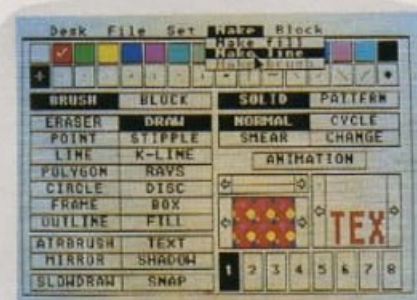 Desk File Set Make Block
Make fill
Make line
Make brush
BRUSH BLOCK SOLID PATTERN
ERASER DRAW NORMAL CYCLE
POINT STIPPLE SMEAR CHANGE
LINE K-LINE ANIMATION
POLYGON RAYS
CIRCLE DISC
FRAME BOX
OUTLINE FILL
TEX
AIRBRUSH TEXT
MIRROR SHADOW
SLOWDRAW SNAP
1 2 3 4 5 6 7 8